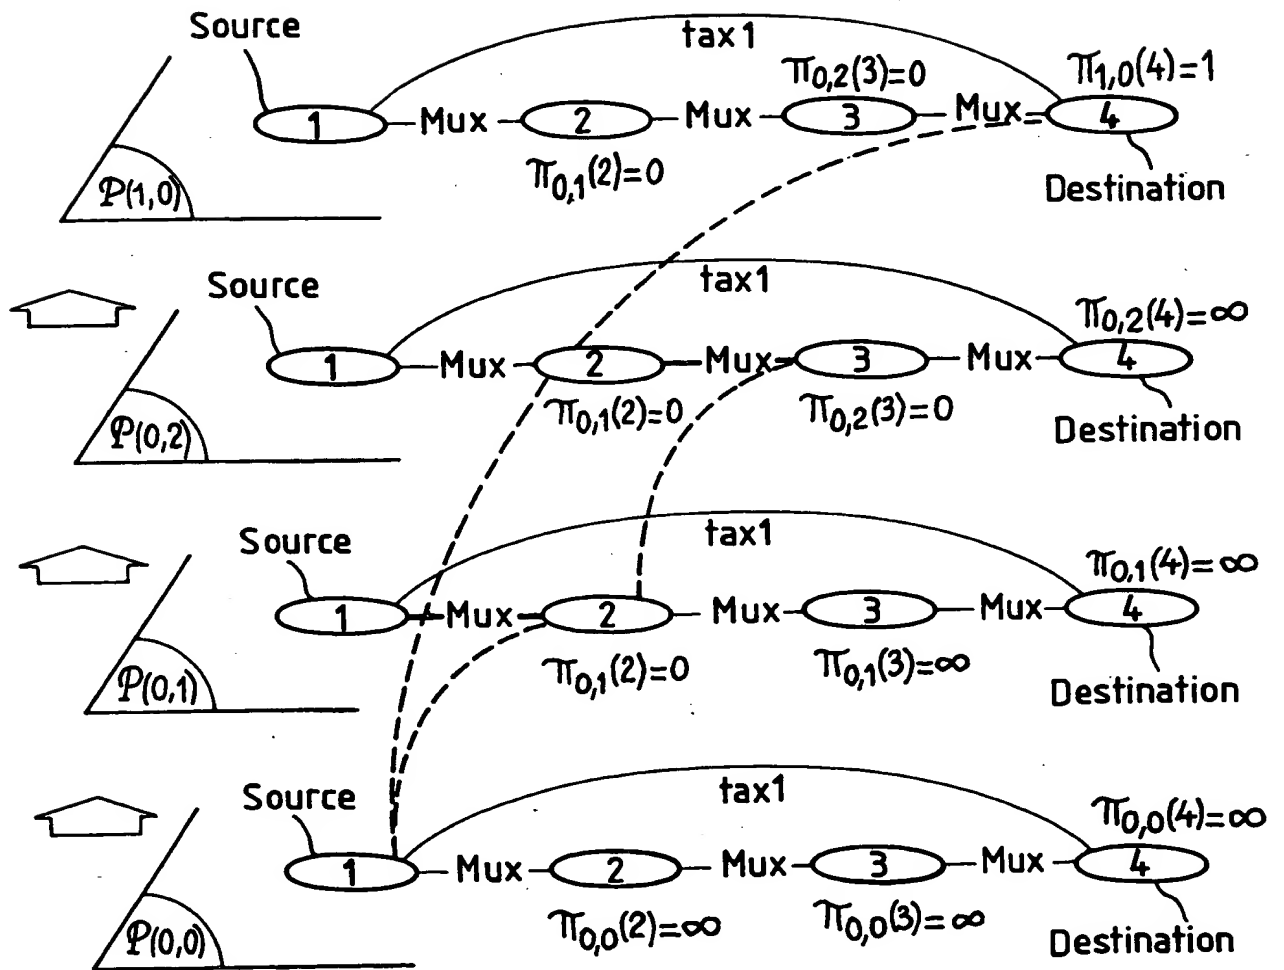 Source
tax1
π0,2(3)=0
π1,0(4)=1
1 Mux 2 Mux 3 Mux 4
π0,1(2)=0
P(1,0)
Destination
Source
tax1
π0,2(4)=∞
1 Mux 2 Mux 3 Mux 4
π0,1(2)=0
π0,2(3)=0
P(0,2)
Destination
Source
tax1
π0,1(4)=∞
1 Mux 2 Mux 3 Mux 4
π0,1(2)=0
π0,1(3)=∞
P(0,1)
Destination
Source
tax1
π0,0(4)=∞
1 Mux 2 Mux 3 Mux 4
π0,0(2)=∞
π0,0(3)=∞
P(0,0)
Destination